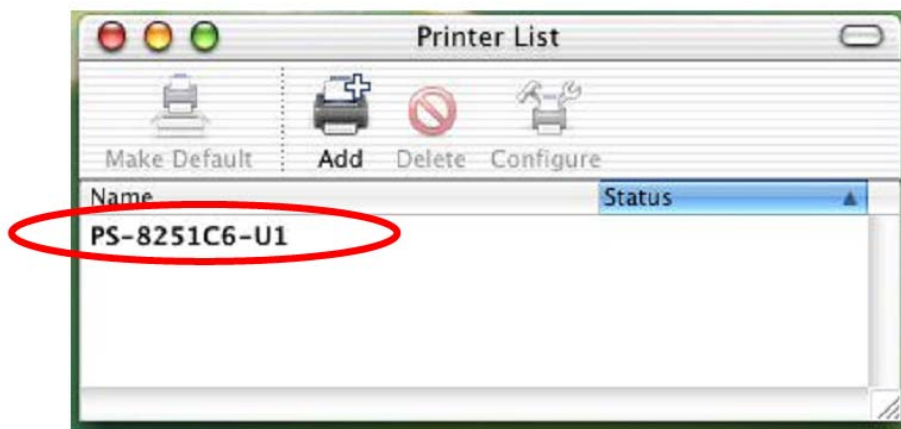 Printer List
Make Default Add Delete Configure
Name Status
PS-8251C6-U1